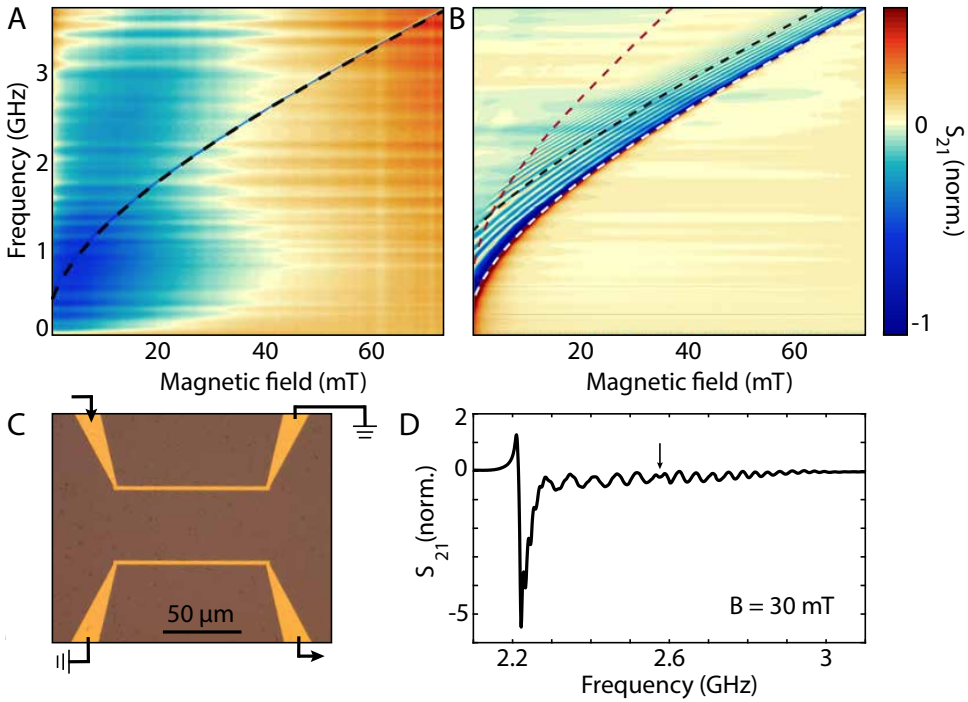 A
B
Frequency (GHz)
3
2
1
0
20
40
60
Magnetic field (mT)
20
40
60
Magnetic field (mT)
0
-1
S21 (norm.)
C
50 µm
D
2
0
-5
S21(norm.)
B = 30 mT
2.2
2.6
3
Frequency (GHz)